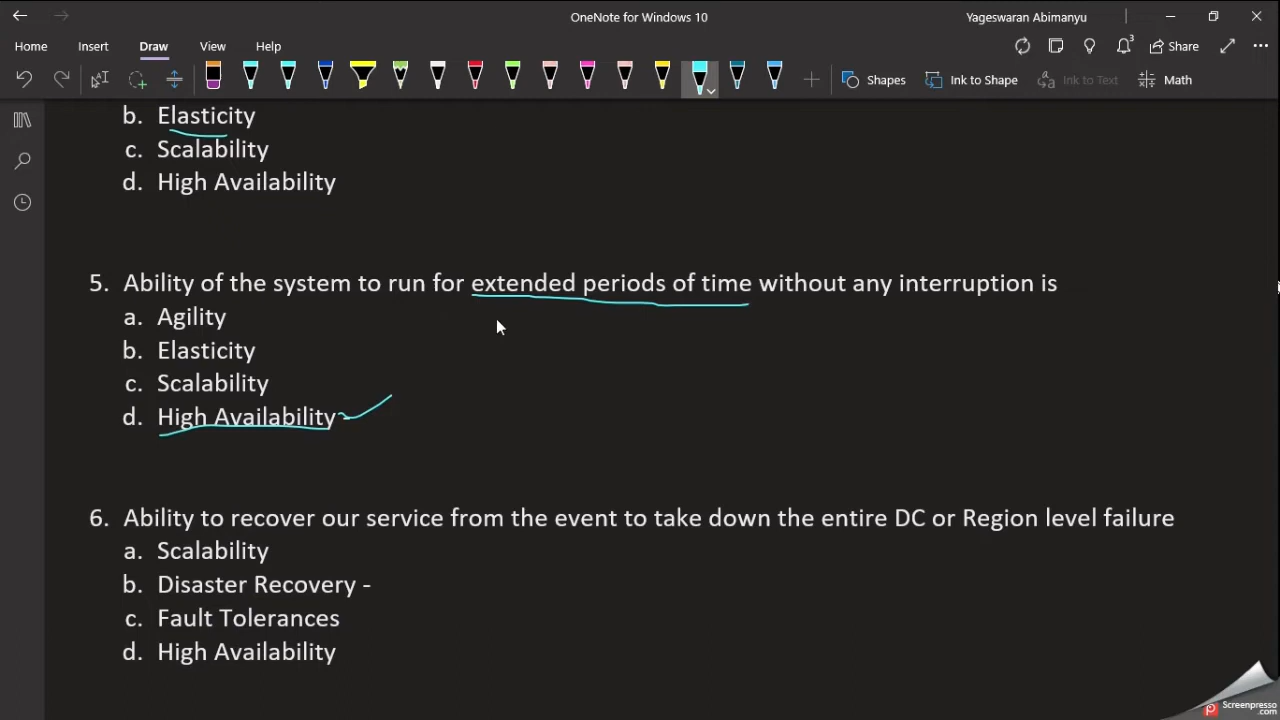 OneNote for Windows 10
Yageswaran Abimanyu
Home Insert Draw View Help
3
Share
Shapes Ink to Shape Ink to Text Math
b. Elasticity
c. Scalability
d. High Availability
5. Ability of the system to run for extended periods of time without any interruption is
a. Agility
b. Elasticity
c. Scalability
d. High Availability
6. Ability to recover our service from the event to take down the entire DC or Region level failure
a. Scalability
b. Disaster Recovery -
c. Fault Tolerances
d. High Availability
Screenpresso
.com